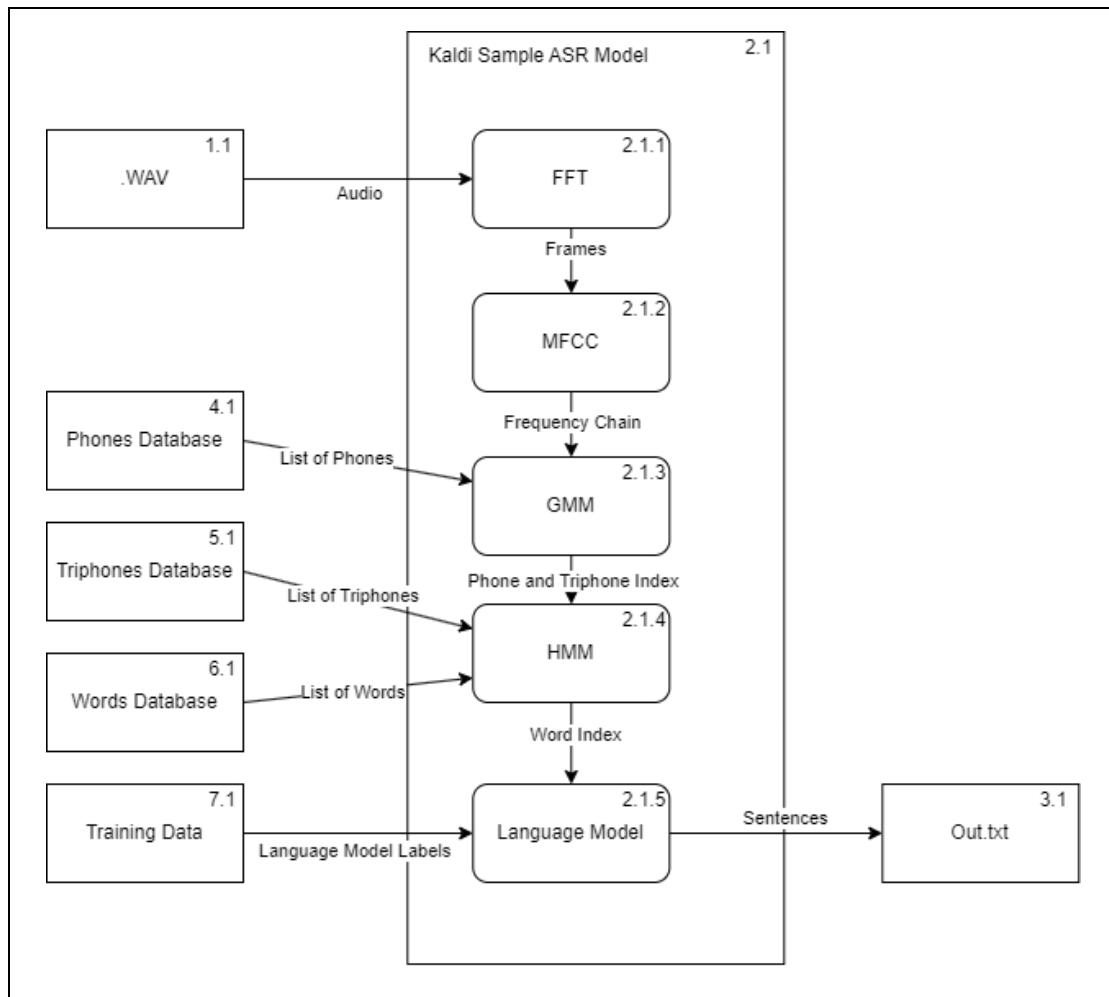 Kaldi Sample ASR Model
2.1
1.1
.WAV
Audio
2.1.1
FFT
Frames
2.1.2
MFCC
Frequency Chain
4.1
Phones Database
List of Phones
2.1.3
GMM
Phone and Triphone Index
5.1
Triphones Database
List of Triphones
2.1.4
HMM
6.1
Words Database
List of Words
Word Index
7.1
Training Data
Language Model Labels
2.1.5
Language Model
Sentences
3.1
Out.txt